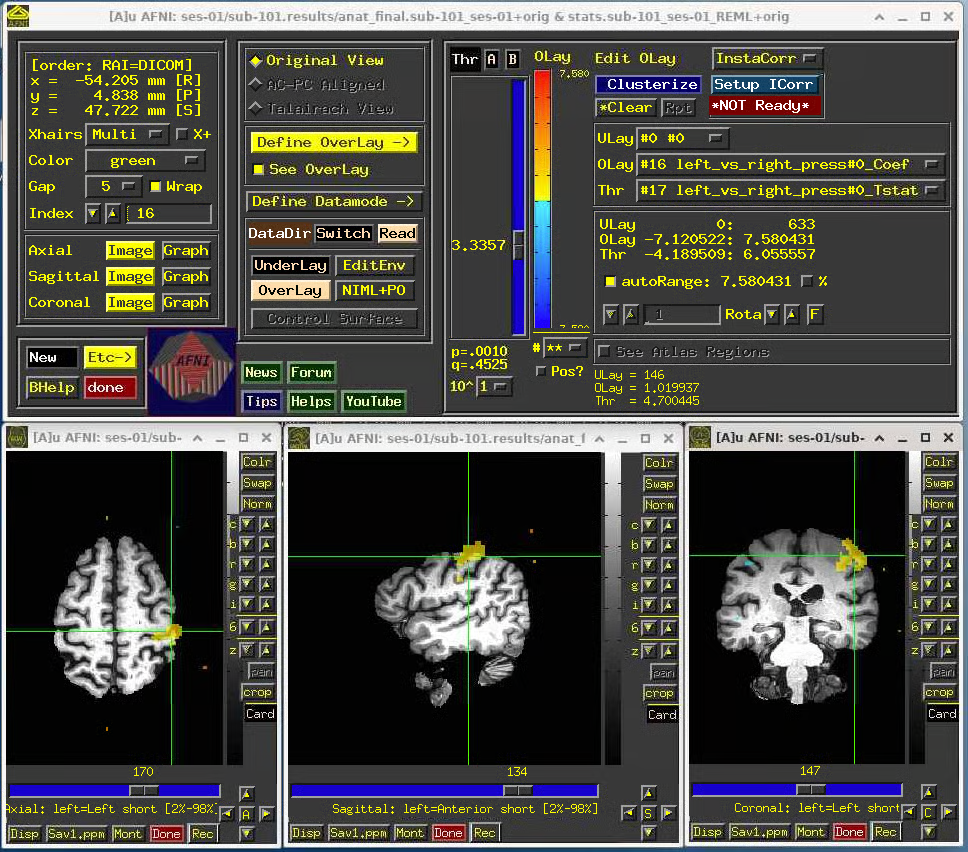 [A]u AFNI: ses-01/sub-101.results/anat_final.sub-101_ses-01+orig & stats.sub-101_ses-01_REML+orig
[order: RAI=DICOM]
x = -54.205 mm [R]
y = 4.838 mm [P]
z = 47.722 mm [S]
Xhairs Multi X+
Color green
Gap 5 Wrap
Index 16
Axial Image Graph
Sagittal Image Graph
Coronal Image Graph
New Etc->
BHelp done
AFNI
Original View
AC-PC Aligned
Talairach View
Define OverLay ->
See OverLay
Define Datamode ->
DataDir Switch Read
UnderLay EditEnv
OverLay NIML+PO
Control Surface
News Forum
Tips Helps YouTube
Thr A B
3.3357
p=.0010
q=.4525
10^ 1
OLay
7.580
# **
Pos?
Edit OLay
Clusterize
*Clear Rpt
InstaCorr
Setup ICorr
*NOT Ready*
ULay #0 #0
OLay #16 left_vs_right_press#0_Coef
Thr #17 left_vs_right_press#0_Tstat
ULay 0: 633
OLay -7.120522: 7.580431
Thr -4.189509: 6.055557
autoRange: 7.580431 %
1 Rota F
See Atlas Regions
ULay = 146
OLay = 1.019937
Thr = 4.700445
[A]u AFNI: ses-01/sub-
Colr
Swap
Norm
c
b
r
g
i
6
z
pan
crop
Card
170
Axial: left=Left short [2%-98%]
A
Disp Sav1.ppm Mont Done Rec
[A]u AFNI: ses-01/sub-101.results/anat_f
Colr
Swap
Norm
c
b
r
g
i
6
z
pan
crop
Card
134
Sagittal: left=Anterior short [2%-98%]
S
Disp Sav1.ppm Mont Done Rec
[A]u AFNI: ses-01/sub-
Colr
Swap
Norm
c
b
r
g
i
6
z
pan
crop
Card
147
Coronal: left=Left short
C
Disp Sav1.ppm Mont Done Rec